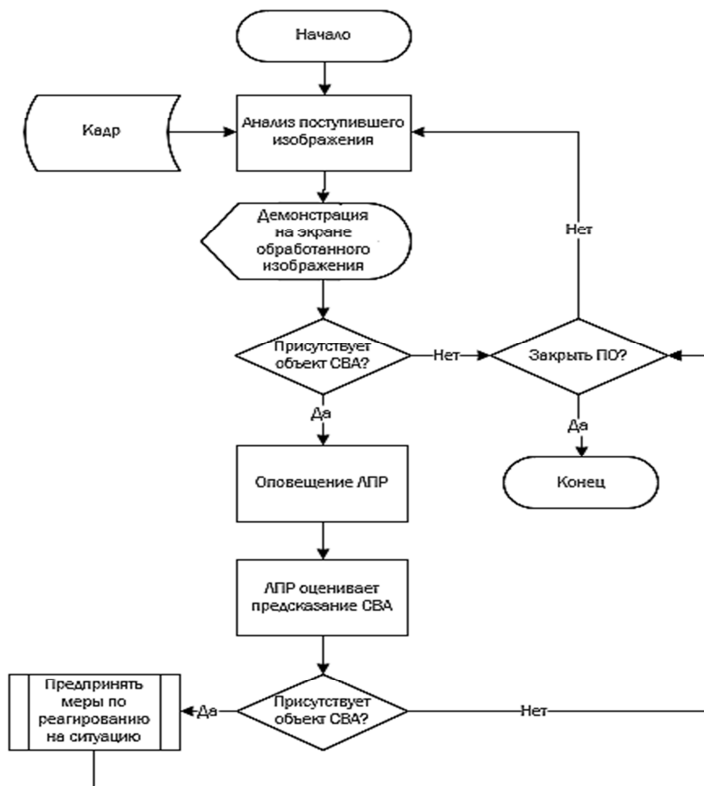 Начало
Кадр
Анализ поступившего
изображения
Демонстрация
на экране
обработанного
изображения
Нет
Присутствует
объект СВА?
Нет
Закрыть ПО?
Да
Да
Оповещение ЛПР
Конец
ЛПР оценивает
предсказание СВА
Предпринять
меры по
реагированию
на ситуацию
Да
Присутствует
объект СВА?
Нет